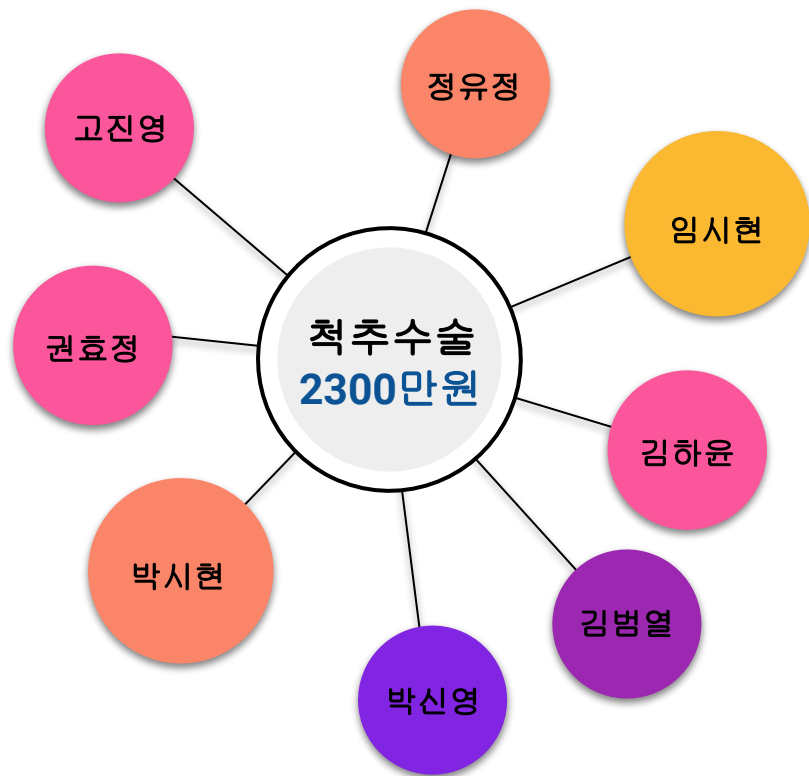 정유정
고진영
임시현
척추수술
2300만원
권효정
김하윤
박시현
김범열
박신영